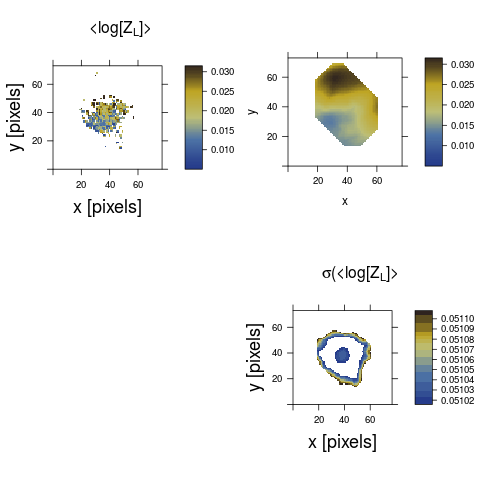 <log[Z_L]>
60
40
20
20 40 60
x [pixels]
y [pixels]
0.030
0.025
0.020
0.015
0.010
60
40
20
20 40 60
x
y
0.030
0.025
0.020
0.015
0.010
σ(<log[Z_L]>
60
40
20
20 40 60
x [pixels]
y [pixels]
0.05110
0.05109
0.05108
0.05107
0.05106
0.05105
0.05104
0.05103
0.05102